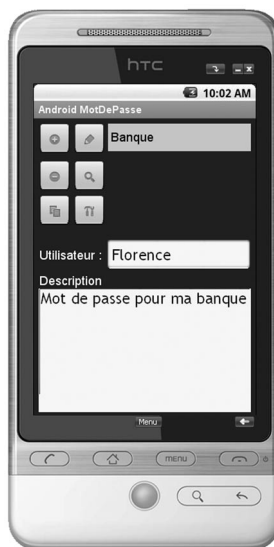 hTC
10:02 AM
Android MotDePasse
Banque
Utilisateur :
Florence
Description
Mot de passe pour ma banque
Menu
MENU